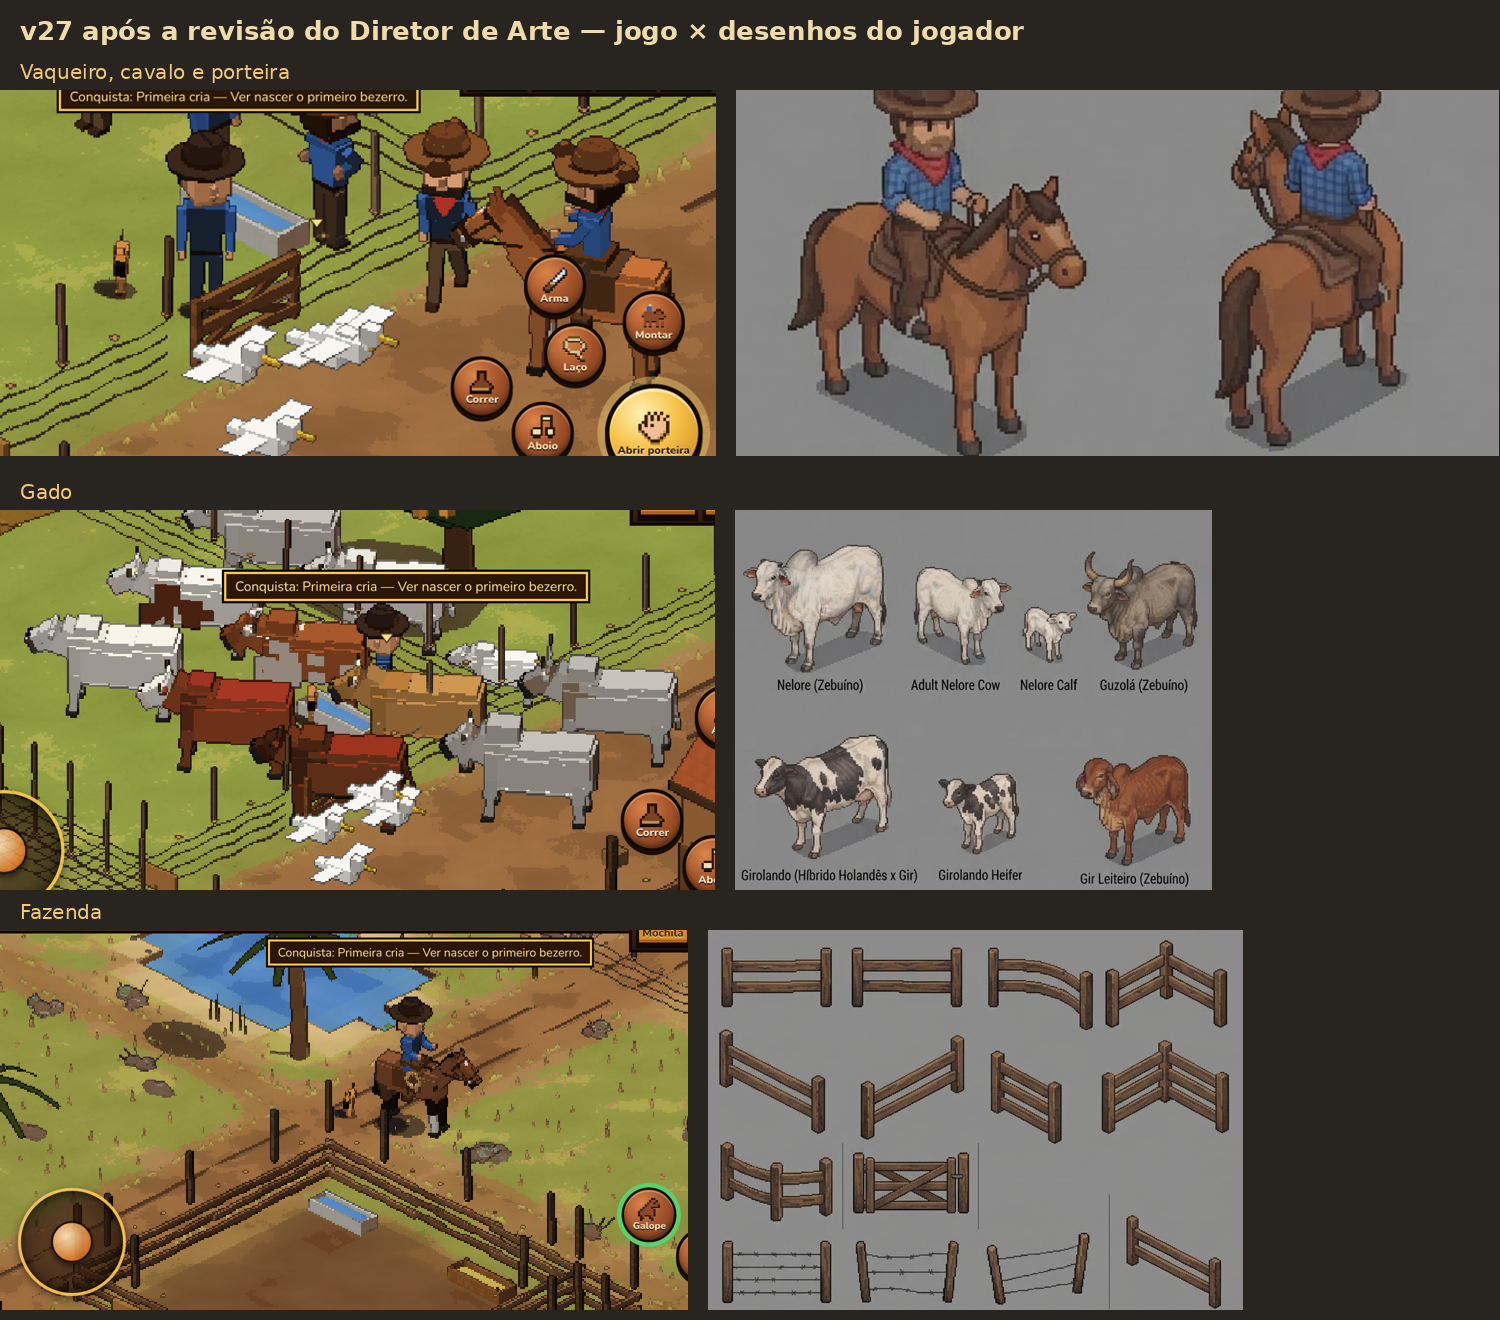 v27 após a revisão do Diretor de Arte — jogo × desenhos do jogador
Vaqueiro, cavalo e porteira
Conquista: Primeira cria — Ver nascer o primeiro bezerro.
Arma
Montar
Laço
Correr
Aboio
Abrir porteira
Gado
Conquista: Primeira cria — Ver nascer o primeiro bezerro.
Correr
Nelore (Zebuíno)
Adult Nelore Cow
Nelore Calf
Guzolá (Zebuíno)
Girolando (Híbrido Holandês x Gir)
Girolando Heifer
Gir Leiteiro (Zebuíno)
Fazenda
Mochila
Conquista: Primeira cria — Ver nascer o primeiro bezerro.
Galope